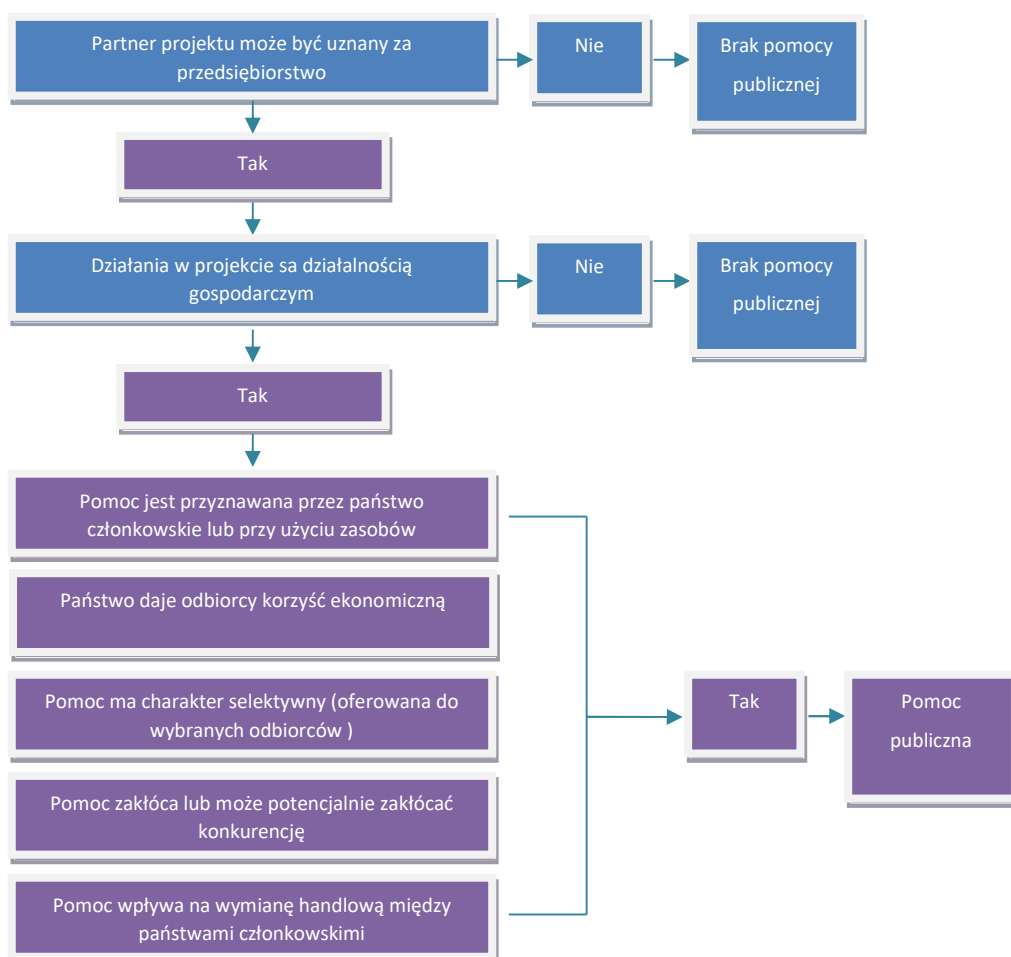 Partner projektu może być uznany za
przedsiębiorstwo
Nie
Brak pomocy
publicznej
Tak
Działania w projekcie sa działalnością
gospodarczym
Nie
Brak pomocy
publicznej
Tak
Pomoc jest przyznawana przez państwo
członkowskie lub przy użyciu zasobów
Państwo daje odbiorcy korzyść ekonomiczną
Pomoc ma charakter selektywny (oferowana do
wybranych odbiorców )
Pomoc zakłóca lub może potencjalnie zakłócać
konkurencję
Pomoc wpływa na wymianę handlową między
państwami członkowskimi
Tak
Pomoc
publiczna